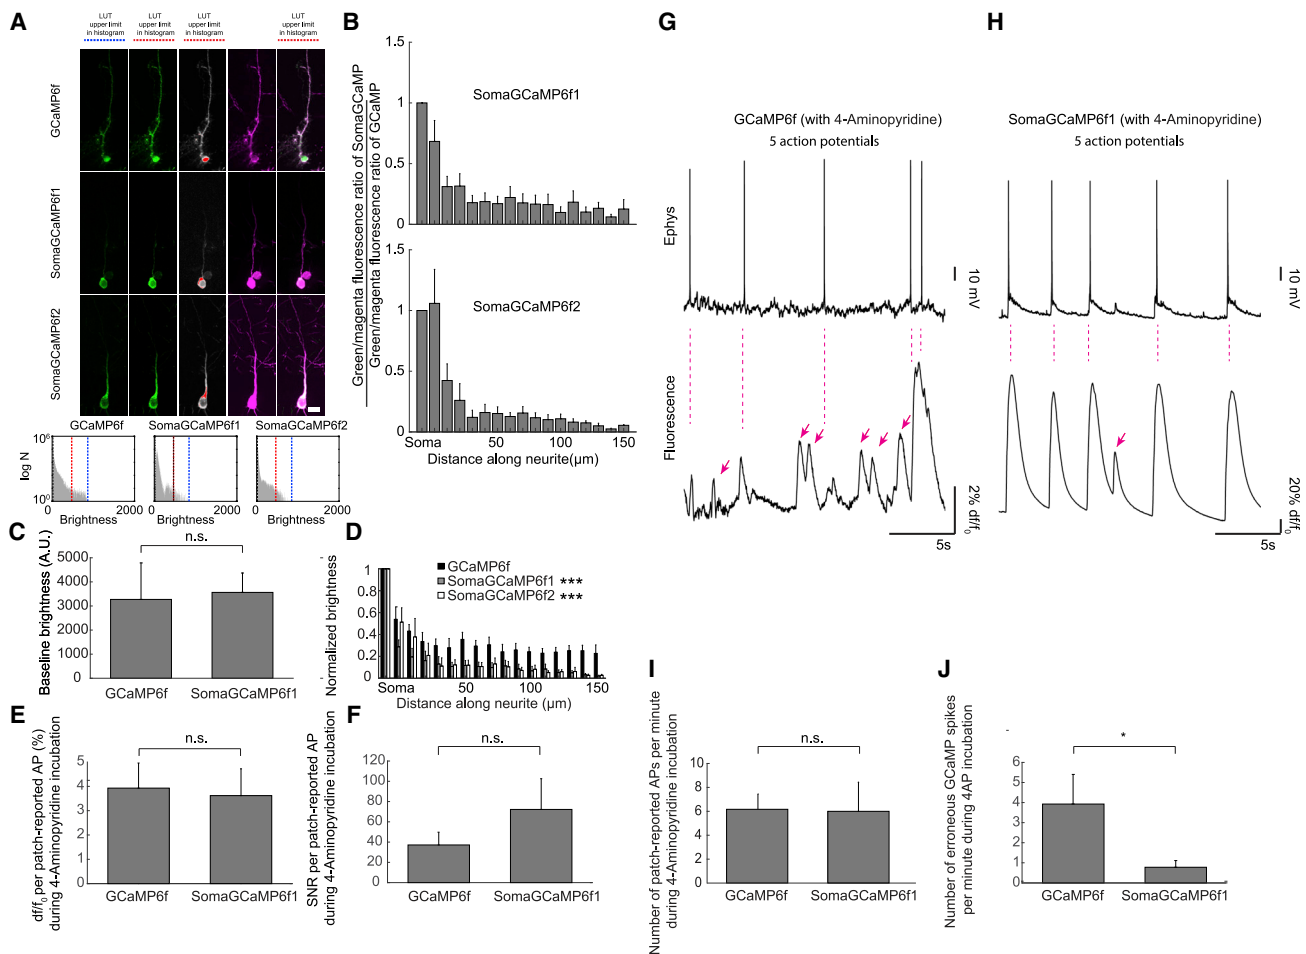 A
LUT
upper limit
in histogram
LUT
upper limit
in histogram
LUT
upper limit
in histogram
LUT
upper limit
in histogram
GCaMP6f
SomaGCaMP6f1
SomaGCaMP6f2
GCaMP6f
SomaGCaMP6f1
SomaGCaMP6f2
log N
10⁶
10⁰
0
2000
0
2000
0
2000
Brightness
Brightness
Brightness
B
Green/magenta fluorescence ratio of SomaGCaMP
Green/magenta fluorescence ratio of GCaMP
SomaGCaMP6f1
1.5
1
0.5
0
SomaGCaMP6f2
1.5
1
0.5
0
Soma
50
100
150
Distance along neurite(µm)
C
Baseline brightness (A.U.)
5000
4000
3000
2000
1000
0
n.s.
GCaMP6f
SomaGCaMP6f1
D
Normalized brightness
1
0.8
0.6
0.4
0.2
0
GCaMP6f
SomaGCaMP6f1 ***
SomaGCaMP6f2 ***
Soma
50
100
150
Distance along neurite (µm)
E
df/f₀ per patch-reported AP (%)
during 4-Aminopyridine incubation
5
4
3
2
1
0
n.s.
GCaMP6f
SomaGCaMP6f1
F
SNR per patch-reported AP
during 4-Aminopyridine incubation
120
100
80
60
40
20
0
n.s.
GCaMP6f
SomaGCaMP6f1
G
GCaMP6f (with 4-Aminopyridine)
5 action potentials
Ephys
10 mV
Fluorescence
2% df/f₀
5s
H
SomaGCaMP6f1 (with 4-Aminopyridine)
5 action potentials
10 mV
20% df/f₀
5s
I
Number of patch-reported APs per minute
during 4-Aminopyridine incubation
12
10
8
6
4
2
0
n.s.
GCaMP6f
SomaGCaMP6f1
J
Number of erroneous GCaMP spikes
per minute during 4AP incubation
6
5
4
3
2
1
0
*
GCaMP6f
SomaGCaMP6f1